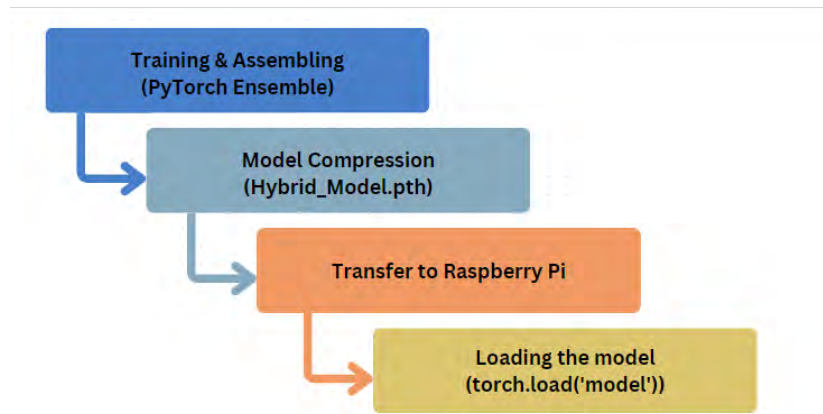 Training & Assembling
(PyTorch Ensemble)
Model Compression
(Hybrid_Model.pth)
Transfer to Raspberry Pi
Loading the model
(torch.load('model'))